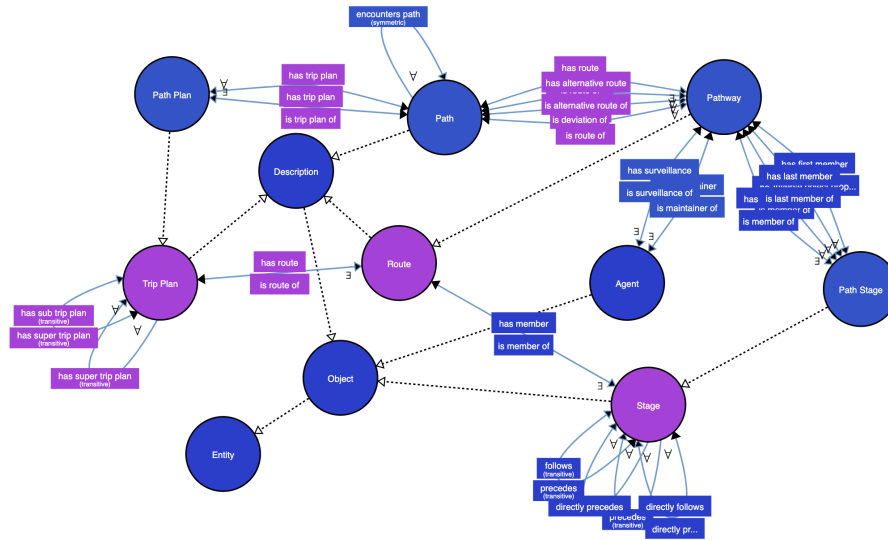 encounters path
(symmetric)
A
has route
has trip plan
has alternative route
Path Plan
A
E
has trip plan
Path
is alternative route of
E
Pathway
is trip plan of
is deviation of
A
is route of
has first member
Description
has surveillance
has last member
is surveillance of
is last member of
has
is maintainer of
is member of
E
E
A
A
E
has route
Route
Trip Plan
E
Agent
Path Stage
is route of
has sub trip plan
(transitive)
A
has super trip plan
(transitive)
A
has member
is member of
has super trip plan
(transitive)
Object
E
Stage
Entity
A
A
A
A
follows
(transitive)
precedes
(transitive)
directly precedes
directly follows
precedes
(transitive)
directly pr...